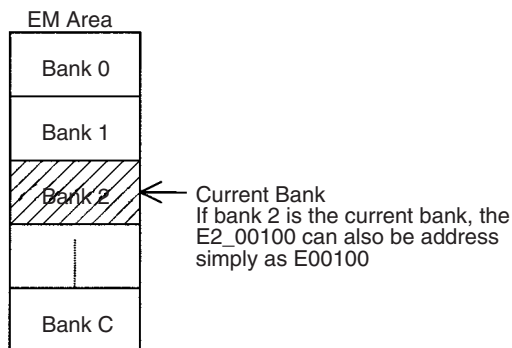 EM Area
Bank 0
Bank 1
Bank 2
Current Bank
If bank 2 is the current bank, the
E2_00100 can also be address
simply as E00100
Bank C